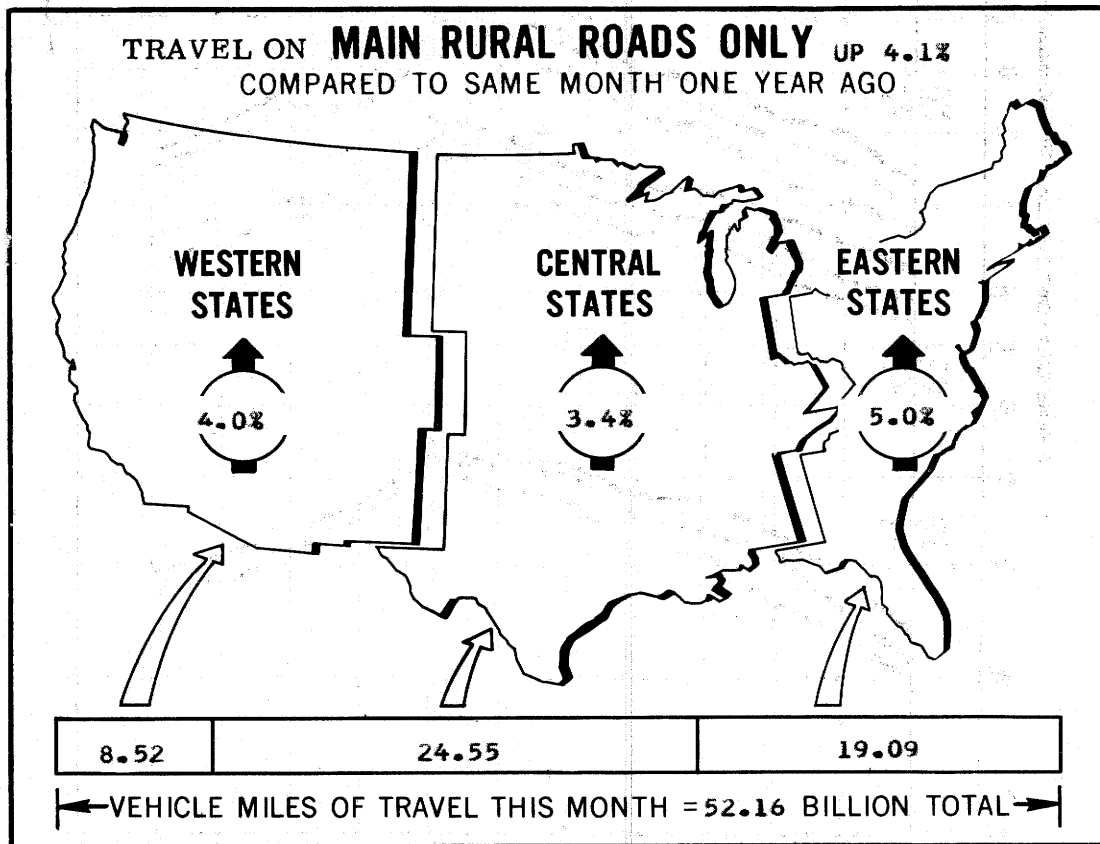 TRAVEL ON MAIN RURAL ROADS ONLY UP 4.1%
COMPARED TO SAME MONTH ONE YEAR AGO
WESTERN
STATES
4.0%
CENTRAL
STATES
3.4%
EASTERN
STATES
5.0%
8.52 24.55 19.09
VEHICLE MILES OF TRAVEL THIS MONTH = 52.16 BILLION TOTAL